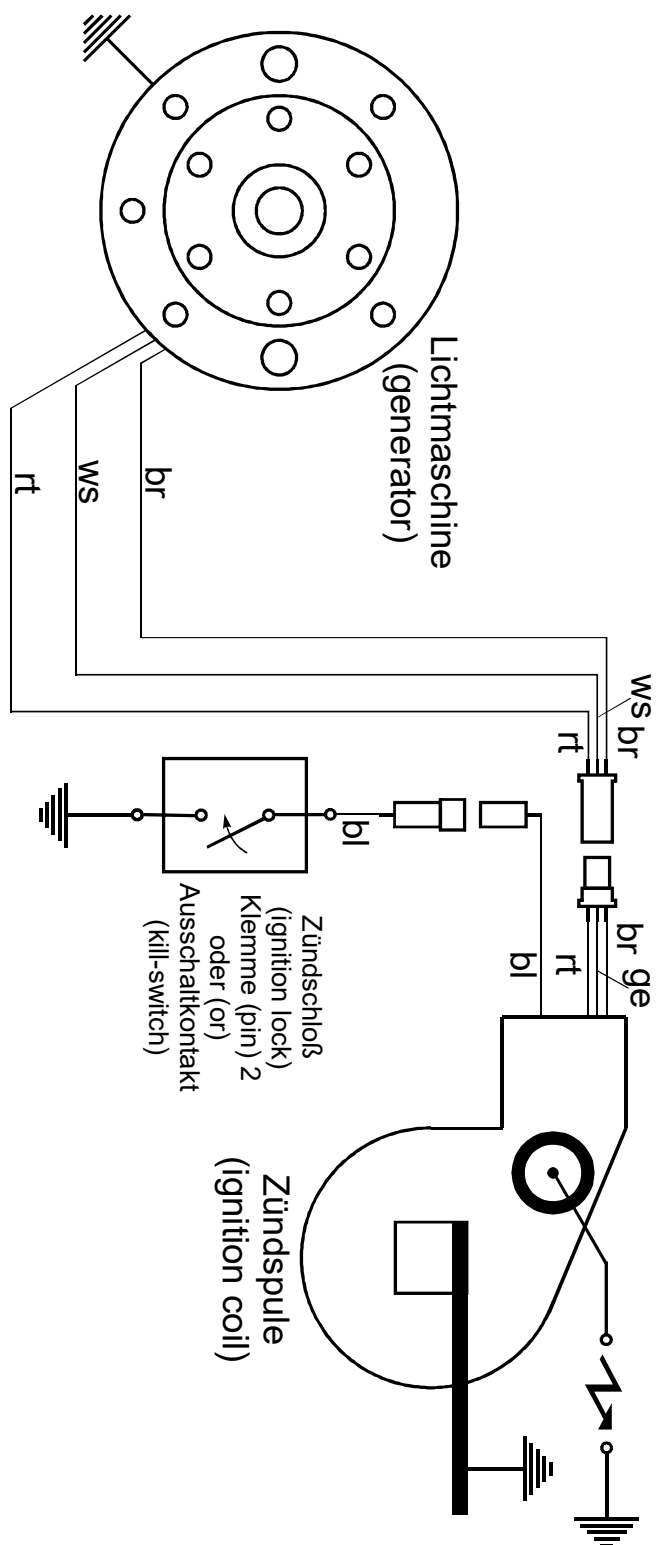 Lichtmaschine
(generator)
br
ws
rt
ws
br
rt
bl
Zündschloß
(ignition lock)
Klemme (pin) 2
oder (or)
Ausschaltkontakt
(kill-switch)
br ge
rt
bl
Zündspule
(ignition coil)